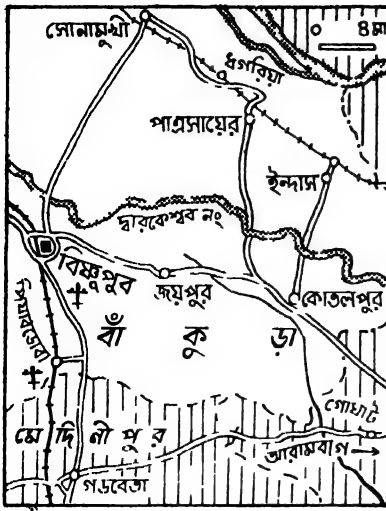 সোনামুখী
০ ৪মা
ধগরিয়া
পাত্রসায়ের
ইন্দাস
দ্বারকেশ্বর নং
বিষ্ণুপুর
জয়পুর
কোতলপুর
বাঁকুড়া
গোঘাট
মেদিনীপুর
আরামবাগ
গড়বেতা